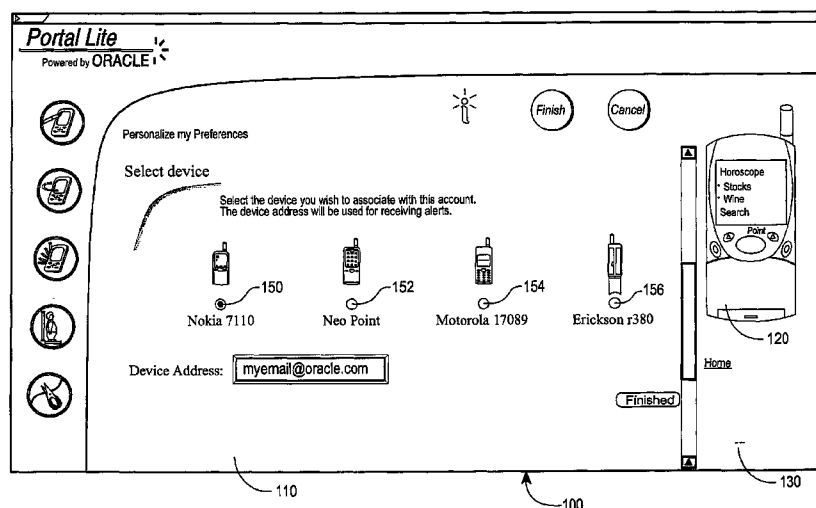 Portal Lite
Powered by ORACLE
Finish
Cancel
Personalize my Preferences
Select device
Select the device you wish to associate with this account.
The device address will be used for receiving alerts.
150
152
154
156
Nokia 7110
Neo Point
Motorola 17089
Erickson r380
Device Address:
myemail@oracle.com
Finished
Horoscope
* Stocks
* Wine
Search
Point
120
Home
110
100
130